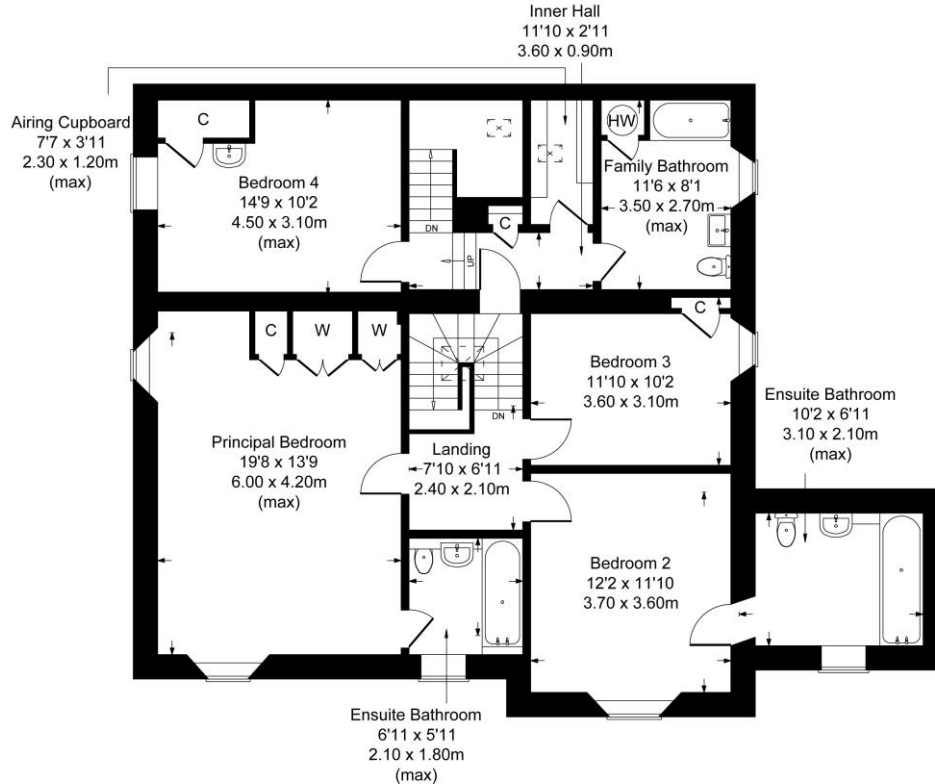 Inner Hall
11'10 x 2'11
3.60 x 0.90m
Airing Cupboard
7'7 x 3'11
2.30 x 1.20m
(max)
C
Bedroom 4
14'9 x 10'2
4.50 x 3.10m
(max)
X
X
HW
Family Bathroom
11'6 x 8'1
3.50 x 2.70m
(max)
C
DN
UP
C
W
W
C
Principal Bedroom
19'8 x 13'9
6.00 x 4.20m
(max)
DN
Landing
7'10 x 6'11
2.40 x 2.10m
Bedroom 3
11'10 x 10'2
3.60 x 3.10m
Ensuite Bathroom
10'2 x 6'11
3.10 x 2.10m
(max)
Bedroom 2
12'2 x 11'10
3.70 x 3.60m
Ensuite Bathroom
6'11 x 5'11
2.10 x 1.80m
(max)